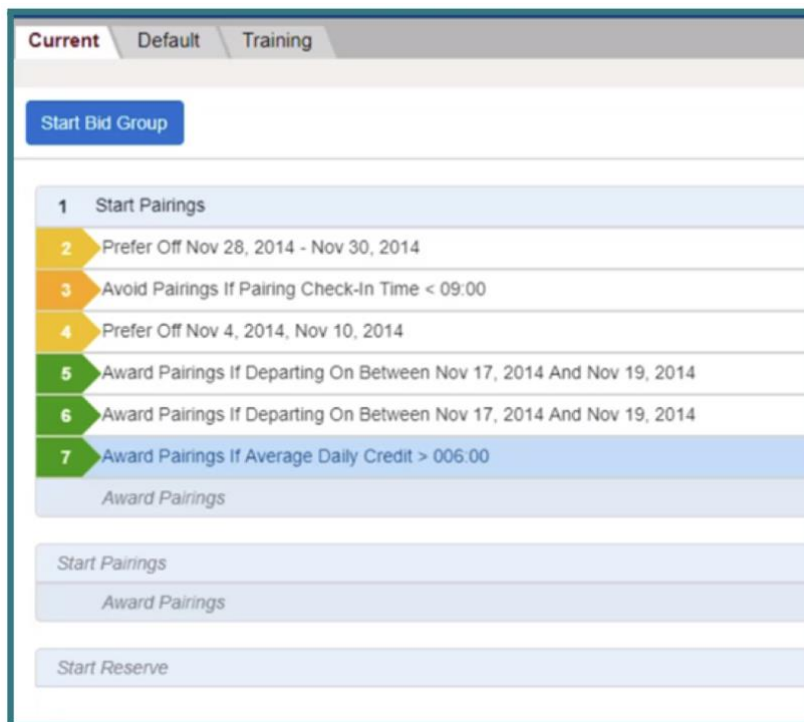 Current Default Training
Start Bid Group
1 Start Pairings
2 Prefer Off Nov 28, 2014 - Nov 30, 2014
3 Avoid Pairings If Pairing Check-In Time < 09:00
4 Prefer Off Nov 4, 2014, Nov 10, 2014
5 Award Pairings If Departing On Between Nov 17, 2014 And Nov 19, 2014
6 Award Pairings If Departing On Between Nov 17, 2014 And Nov 19, 2014
7 Award Pairings If Average Daily Credit > 006:00
Award Pairings
Start Pairings
Award Pairings
Start Reserve